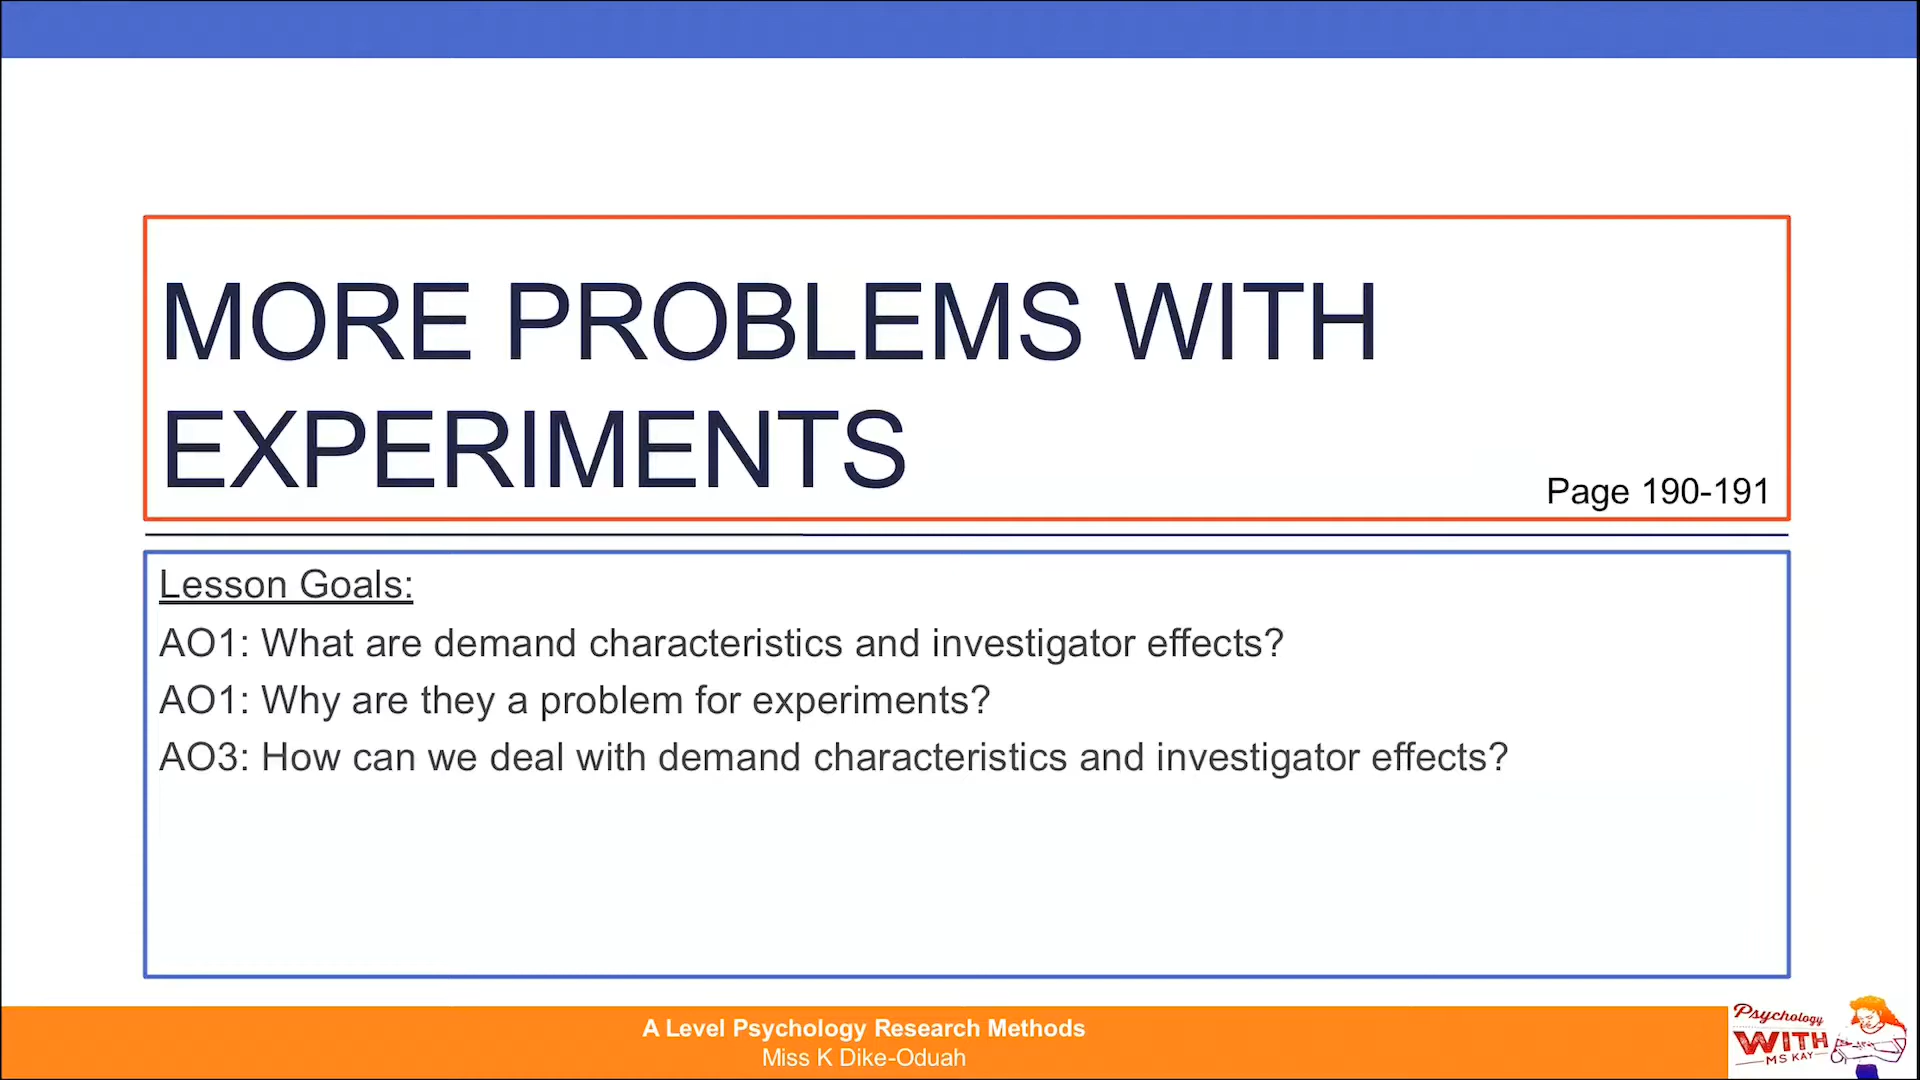 MORE PROBLEMS WITH
EXPERIMENTS
Page 190-191
Lesson Goals:
AO1: What are demand characteristics and investigator effects?
AO1: Why are they a problem for experiments?
AO3: How can we deal with demand characteristics and investigator effects?
A Level Psychology Research Methods
Miss K Dike-Oduah
Psychology
WITH
MS KAY